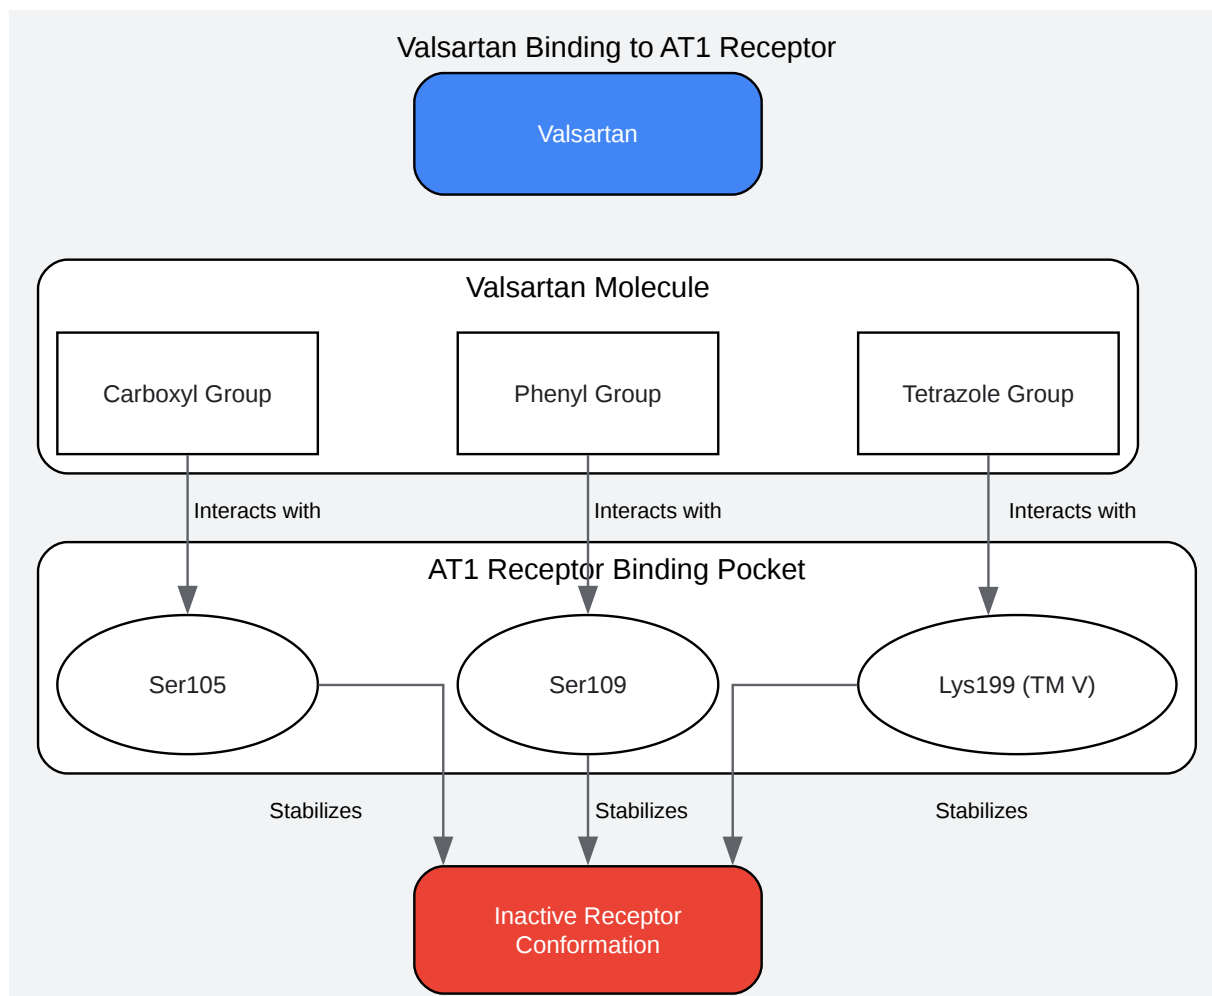 Valsartan Binding to AT1 Receptor
Valsartan
Valsartan Molecule
Carboxyl Group
Phenyl Group
Tetrazole Group
Interacts with
Interacts with
Interacts with
AT1 Receptor Binding Pocket
Ser105
Ser109
Lys199 (TM V)
Stabilizes
Stabilizes
Stabilizes
Inactive Receptor
Conformation